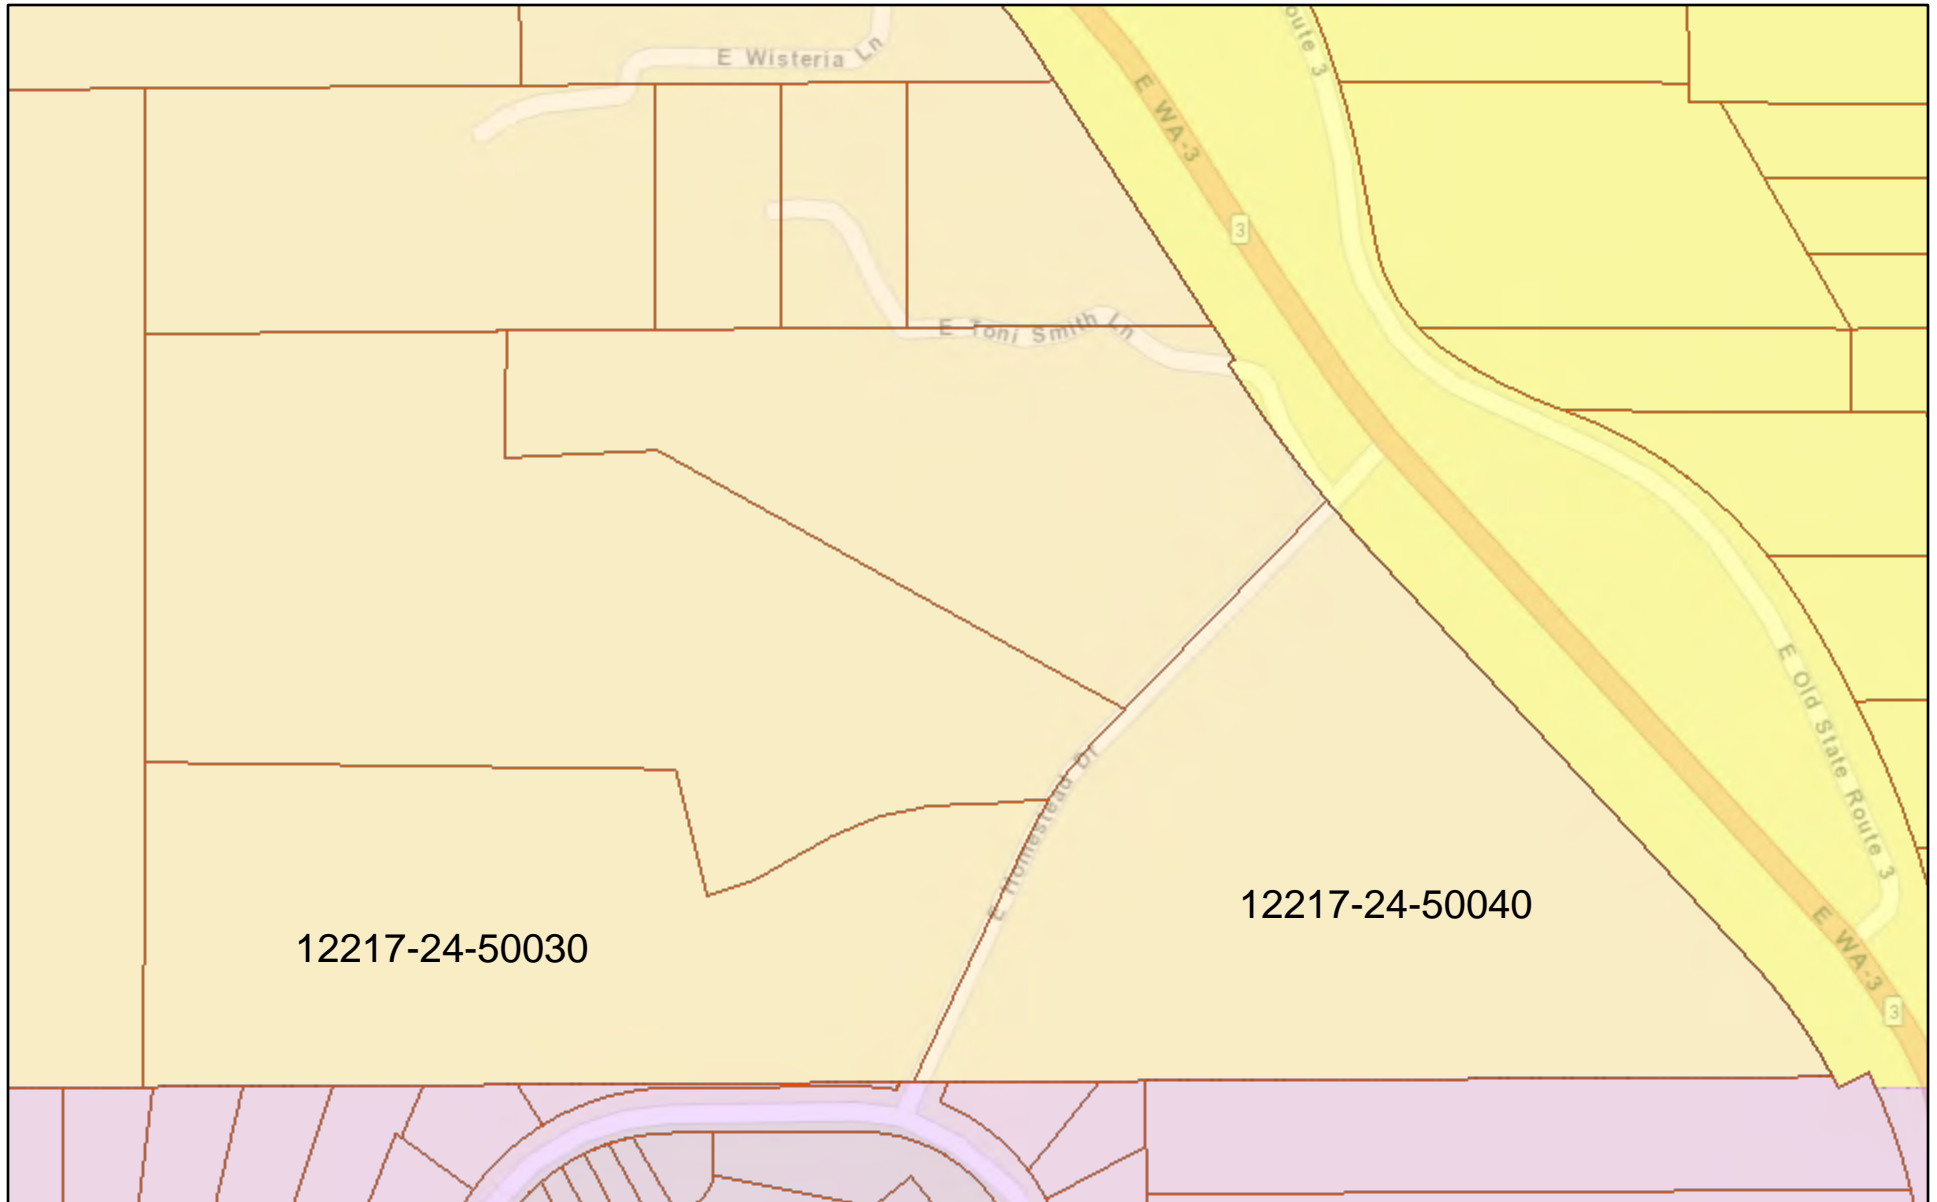 E Wisteria Ln
oute 3
E WA-3
3
E Toni Smith Ln
E Old State Route 3
E Homestead Dr
12217-24-50040
12217-24-50030
E WA-3
3